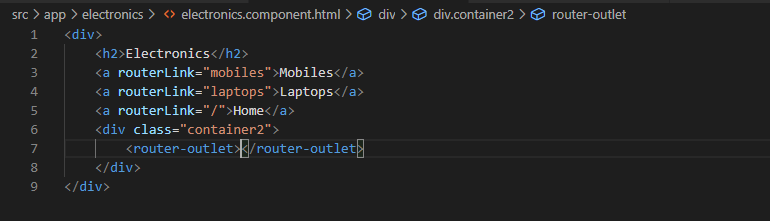 src > app > electronics > <> electronics.component.html > div > div.container2 > router-outlet
1 <div>
2     <h2>Electronics</h2>
3     <a routerLink="mobiles">Mobiles</a>
4     <a routerLink="laptops">Laptops</a>
5     <a routerLink="/">Home</a>
6     <div class="container2">
7         <router-outlet></router-outlet>
8     </div>
9 </div>